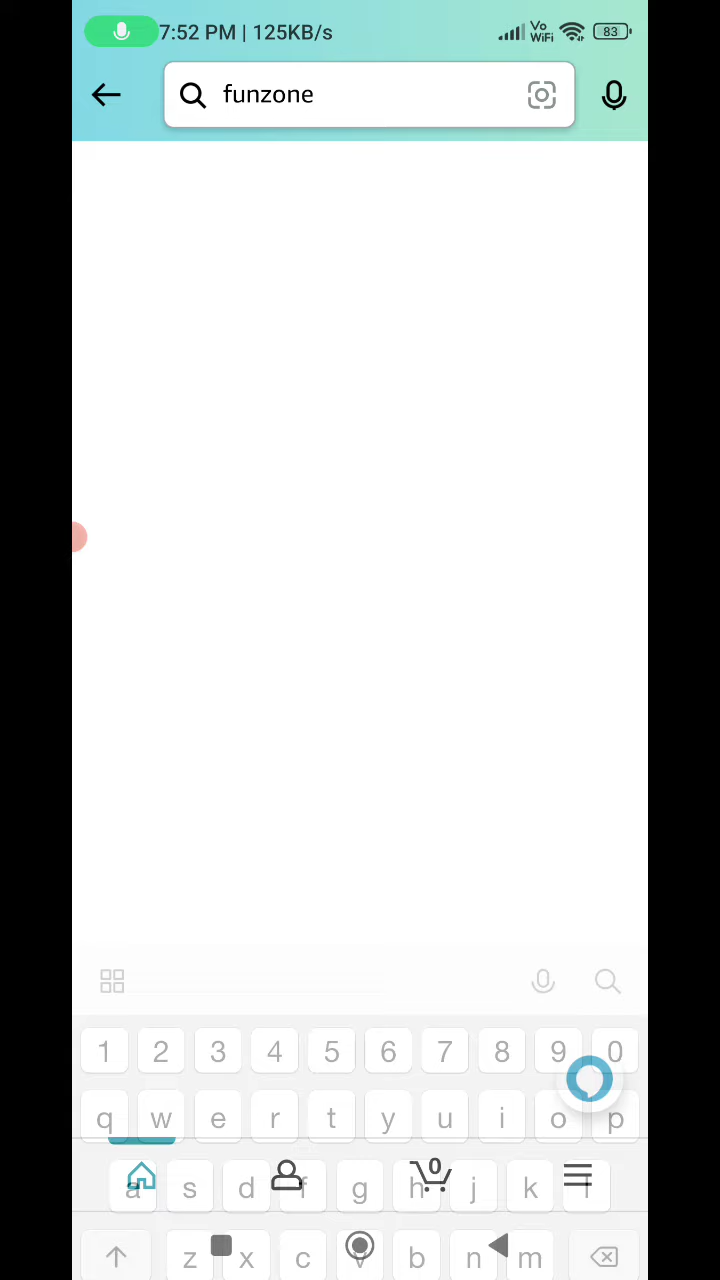 7:52 PM | 125KB/s
Vo
WiFi
83
funzone
1 2 3 4 5 6 7 8 9 0
q w e r t y u i o p
0
a s d f g h j k l
z x c v b n m